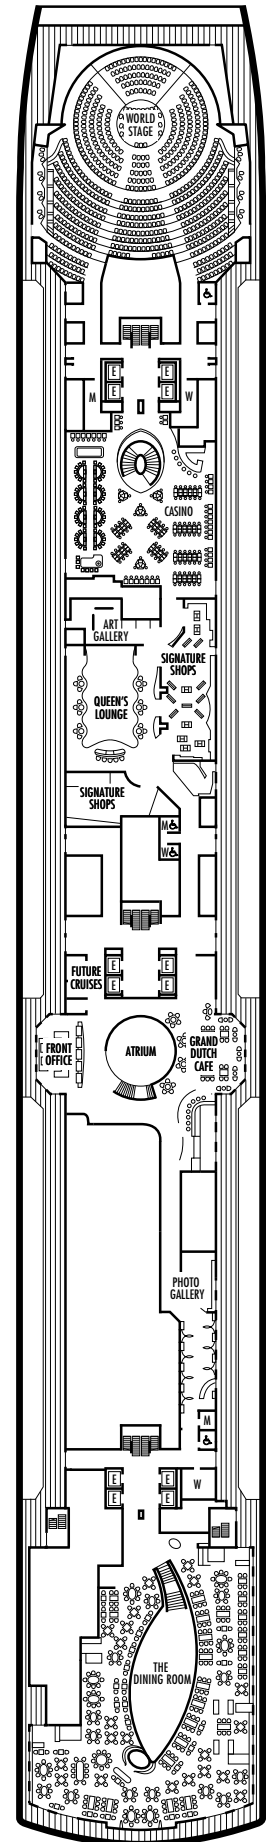 WORLD
STAGE
E E
E E
M W
CASINO
ART
GALLERY
SIGNATURE
SHOPS
QUEEN'S
LOUNGE
SIGNATURE
SHOPS
M
W
E E
E E
FUTURE
CRUISES
FRONT
OFFICE
ATRIUM
GRAND
DUTCH
CAFE
PHOTO
GALLERY
M
E E
E E
W
THE
DINING ROOM